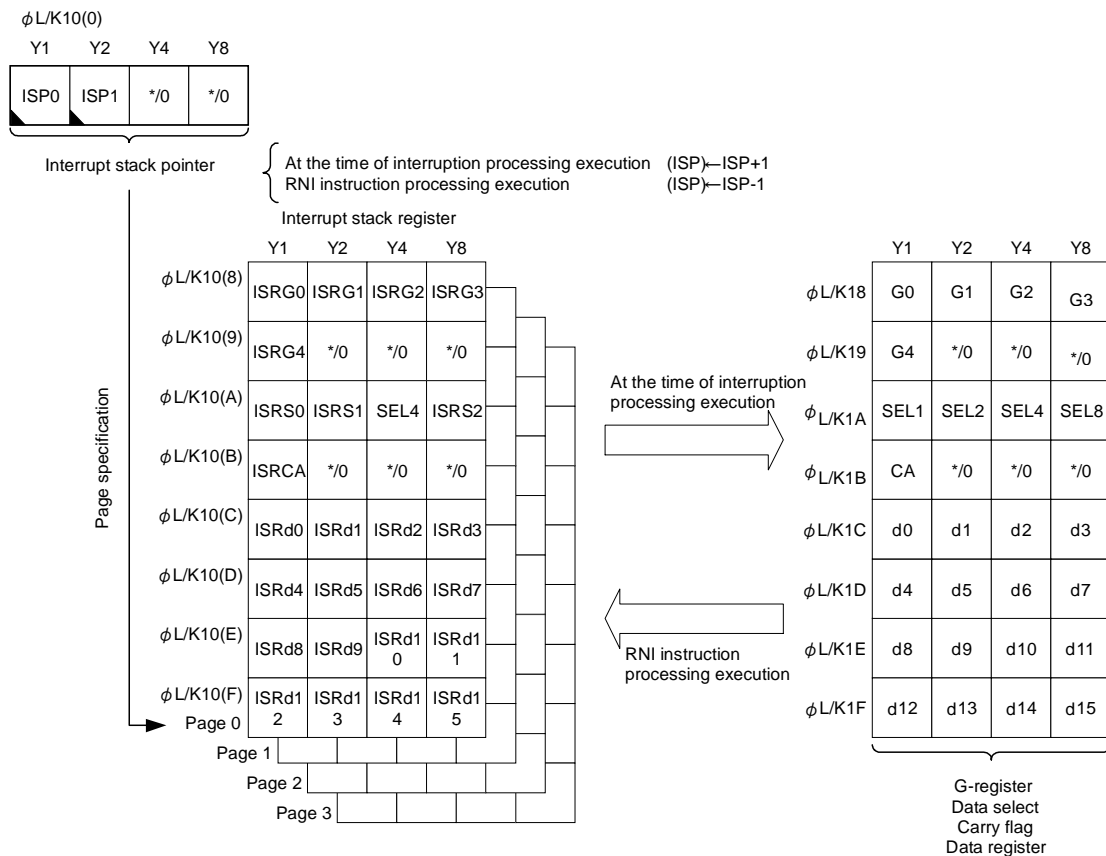 φL/K10(0)
Y1 Y2 Y4 Y8
ISP0 ISP1 */0 */0
Interrupt stack pointer
At the time of interruption processing execution (ISP)←ISP+1
RNI instruction processing execution (ISP)←ISP-1
Interrupt stack register
Y1 Y2 Y4 Y8
φL/K10(8) ISRG0 ISRG1 ISRG2 ISRG3
φL/K10(9) ISRG4 */0 */0 */0
φL/K10(A) ISRS0 ISRS1 SEL4 ISRS2
φL/K10(B) ISRCA */0 */0 */0
φL/K10(C) ISRd0 ISRd1 ISRd2 ISRd3
φL/K10(D) ISRd4 ISRd5 ISRd6 ISRd7
φL/K10(E) ISRd8 ISRd9 ISRd10 ISRd11
φL/K10(F) ISRd12 ISRd13 ISRd14 ISRd15
Page 0
Page 1
Page 2
Page 3
Page specification
At the time of interruption
processing execution
RNI instruction
processing execution
Y1 Y2 Y4 Y8
φL/K18 G0 G1 G2 G3
φL/K19 G4 */0 */0 */0
φL/K1A SEL1 SEL2 SEL4 SEL8
φL/K1B CA */0 */0 */0
φL/K1C d0 d1 d2 d3
φL/K1D d4 d5 d6 d7
φL/K1E d8 d9 d10 d11
φL/K1F d12 d13 d14 d15
G-register
Data select
Carry flag
Data register